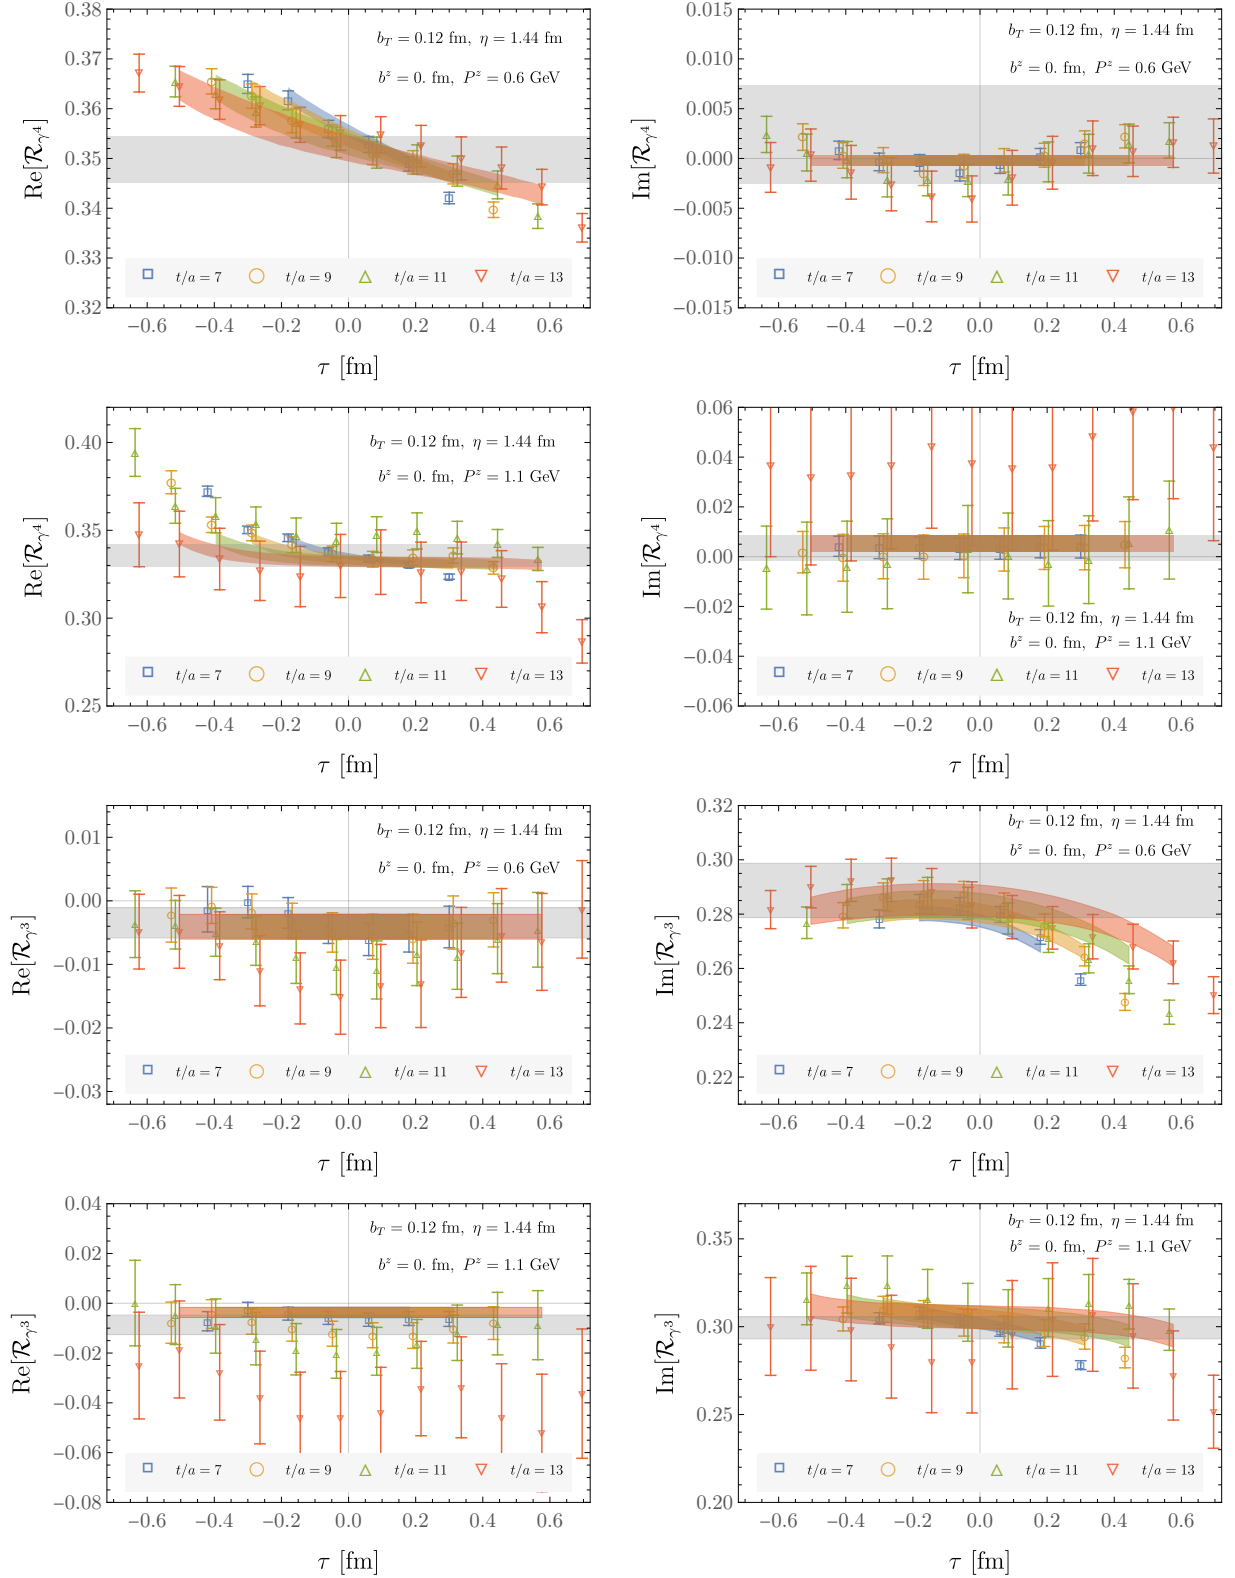 0.38
0.37
0.36
0.35
0.34
0.33
0.32
Re[𝓡γ⁴]
b_T = 0.12 fm, η = 1.44 fm
b^z = 0. fm, P^z = 0.6 GeV
t/a = 7 t/a = 9 t/a = 11 t/a = 13
−0.6 −0.4 −0.2 0.0 0.2 0.4 0.6
τ [fm]
0.015
0.010
0.005
0.000
−0.005
−0.010
−0.015
Im[𝓡γ⁴]
b_T = 0.12 fm, η = 1.44 fm
b^z = 0. fm, P^z = 0.6 GeV
t/a = 7 t/a = 9 t/a = 11 t/a = 13
−0.6 −0.4 −0.2 0.0 0.2 0.4 0.6
τ [fm]
0.40
0.35
0.30
0.25
Re[𝓡γ⁴]
b_T = 0.12 fm, η = 1.44 fm
b^z = 0. fm, P^z = 1.1 GeV
t/a = 7 t/a = 9 t/a = 11 t/a = 13
−0.6 −0.4 −0.2 0.0 0.2 0.4 0.6
τ [fm]
0.06
0.04
0.02
0.00
−0.02
−0.04
−0.06
Im[𝓡γ⁴]
b_T = 0.12 fm, η = 1.44 fm
b^z = 0. fm, P^z = 1.1 GeV
t/a = 7 t/a = 9 t/a = 11 t/a = 13
−0.6 −0.4 −0.2 0.0 0.2 0.4 0.6
τ [fm]
0.01
0.00
−0.01
−0.02
−0.03
Re[𝓡γ³]
b_T = 0.12 fm, η = 1.44 fm
b^z = 0. fm, P^z = 0.6 GeV
t/a = 7 t/a = 9 t/a = 11 t/a = 13
−0.6 −0.4 −0.2 0.0 0.2 0.4 0.6
τ [fm]
0.32
0.30
0.28
0.26
0.24
0.22
Im[𝓡γ³]
b_T = 0.12 fm, η = 1.44 fm
b^z = 0. fm, P^z = 0.6 GeV
t/a = 7 t/a = 9 t/a = 11 t/a = 13
−0.6 −0.4 −0.2 0.0 0.2 0.4 0.6
τ [fm]
0.04
0.02
0.00
−0.02
−0.04
−0.06
−0.08
Re[𝓡γ³]
b_T = 0.12 fm, η = 1.44 fm
b^z = 0. fm, P^z = 1.1 GeV
t/a = 7 t/a = 9 t/a = 11 t/a = 13
−0.6 −0.4 −0.2 0.0 0.2 0.4 0.6
τ [fm]
0.35
0.30
0.25
0.20
Im[𝓡γ³]
b_T = 0.12 fm, η = 1.44 fm
b^z = 0. fm, P^z = 1.1 GeV
t/a = 7 t/a = 9 t/a = 11 t/a = 13
−0.6 −0.4 −0.2 0.0 0.2 0.4 0.6
τ [fm]